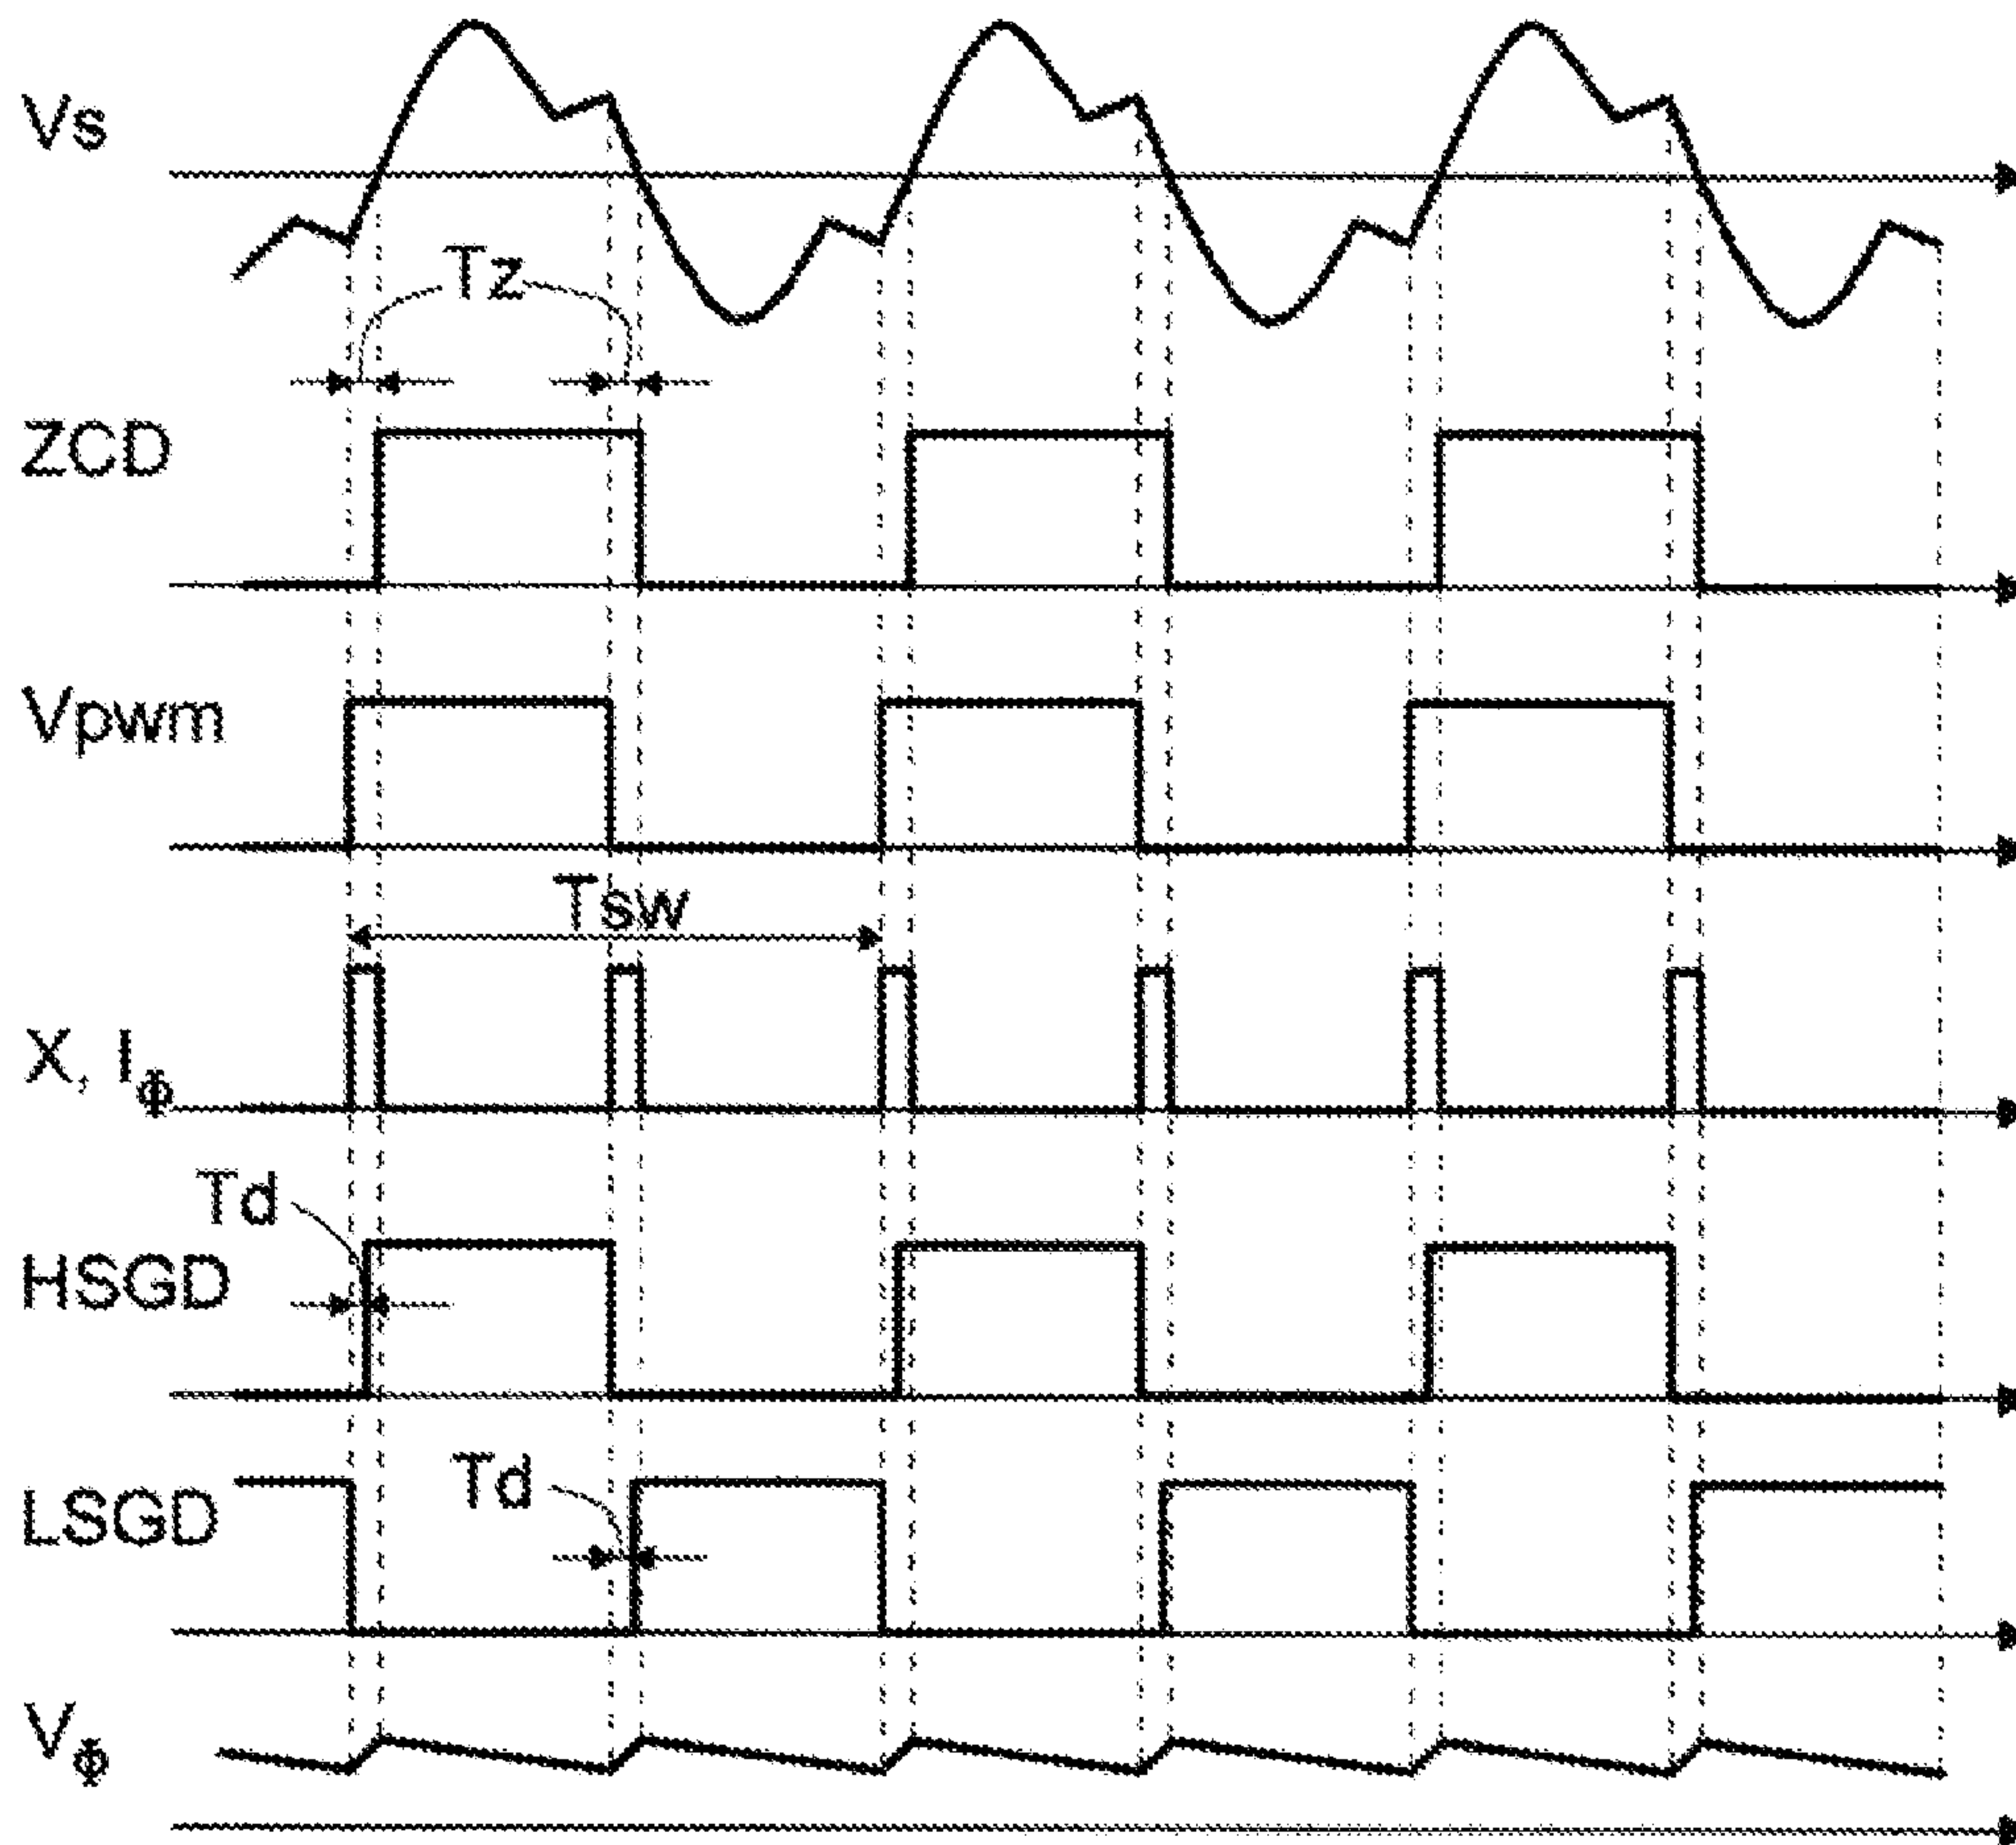 Vs
Tz
ZCD
Vpwm
Tsw
X, Iϕ
Td
HSGD
Td
LSGD
VΦ